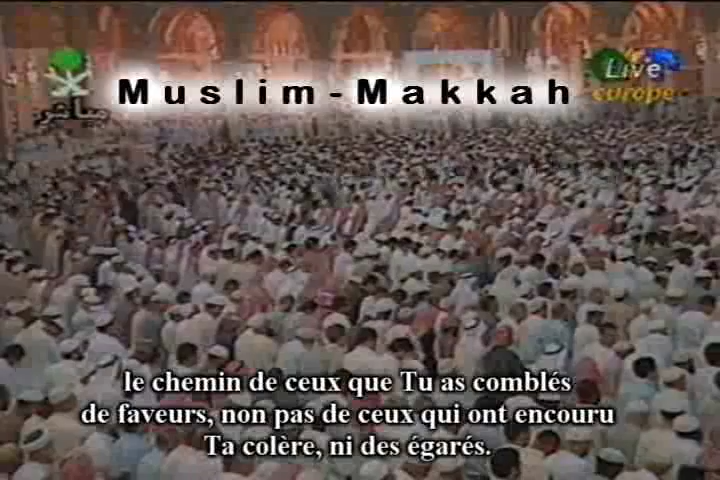 Muslim-Makkah
Live
europe
مباشر
le chemin de ceux que Tu as comblés
de faveurs, non pas de ceux qui ont encouru
Ta colère, ni des égarés.